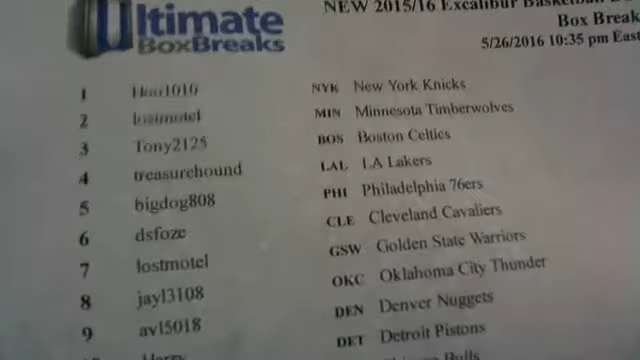 Ultimate
BoxBreaks
NEW 2015/16 Excalibur Basketball
Box Break
5/26/2016 10:35 pm East
1 NYK New York Knicks
2 lostmotel MIN Minnesota Timberwolves
3 Tony2125 BOS Boston Celtics
4 treasurehound LAL LA Lakers
5 bigdog808 PHI Philadelphia 76ers
6 dsfoze CLE Cleveland Cavaliers
7 lostmotel GSW Golden State Warriors
8 jayl3108 OKC Oklahoma City Thunder
9 avl5018 DEN Denver Nuggets
Harry DET Detroit Pistons
Bulls